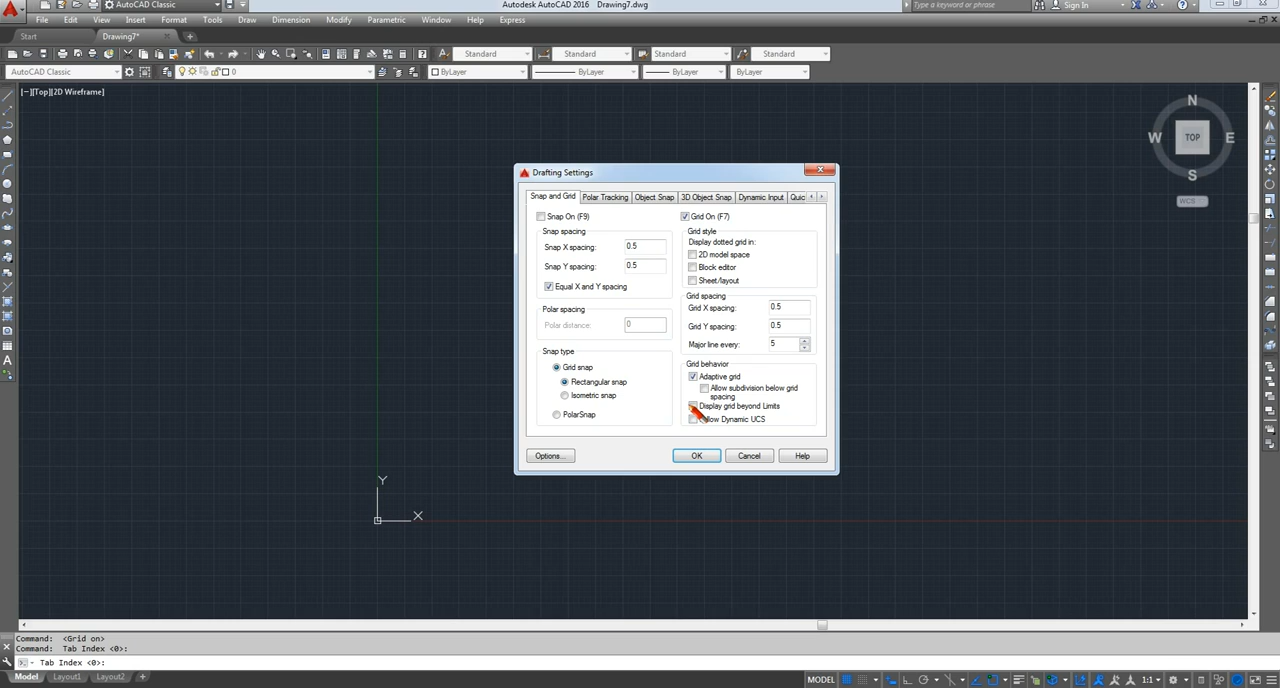 AutoCAD Classic
Autodesk AutoCAD 2016 Drawing7.dwg
Type a keyword or phrase
Sign In
File Edit View Insert Format Tools Draw Dimension Modify Parametric Window Help Express
Start Drawing7*
Standard Standard Standard Standard
AutoCAD Classic 0 ByLayer ByLayer ByLayer ByLayer
[−][Top][2D Wireframe]
N
W TOP E
S
WCS
Drafting Settings
Snap and Grid Polar Tracking Object Snap 3D Object Snap Dynamic Input Quic
Snap On (F9)
Grid On (F7)
Snap spacing
Snap X spacing: 0.5
Snap Y spacing: 0.5
Equal X and Y spacing
Polar spacing
Polar distance: 0
Snap type
Grid snap
Rectangular snap
Isometric snap
PolarSnap
Grid style
Display dotted grid in:
2D model space
Block editor
Sheet/layout
Grid spacing
Grid X spacing: 0.5
Grid Y spacing: 0.5
Major line every: 5
Grid behavior
Adaptive grid
Allow subdivision below grid
spacing
Display grid beyond Limits
Dynamic UCS
Options... OK Cancel Help
Y
X
Command: <Grid on>
Command: Tab Index <0>:
Tab Index <0>:
Model Layout1 Layout2
MODEL 1:1